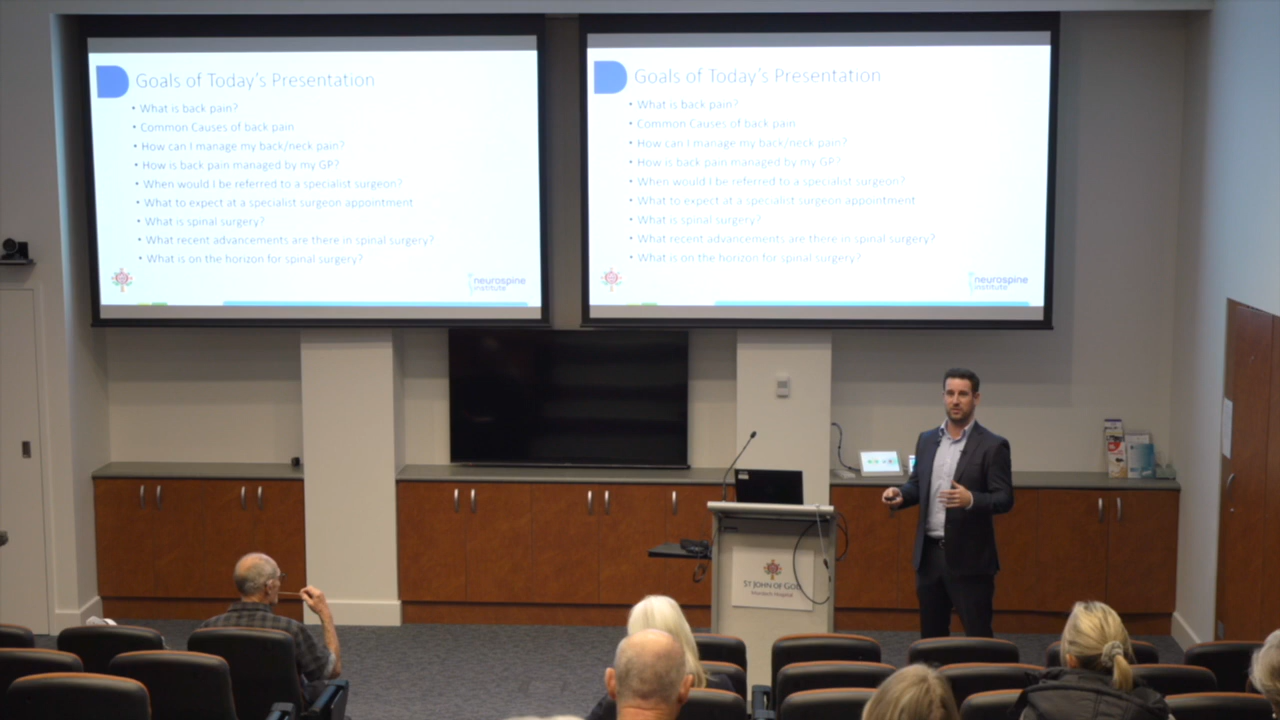 Goals of Today's Presentation
• What is back pain?
• Common Causes of back pain
• How can I manage my back/neck pain?
• How is back pain managed by my GP?
• When would I be referred to a specialist surgeon?
• What to expect at a specialist surgeon appointment
• What is spinal surgery?
• What recent advancements are there in spinal surgery?
• What is on the horizon for spinal surgery?
neurospine
institute
Goals of Today's Presentation
• What is back pain?
• Common Causes of back pain
• How can I manage my back/neck pain?
• How is back pain managed by my GP?
• When would I be referred to a specialist surgeon?
• What to expect at a specialist surgeon appointment
• What is spinal surgery?
• What recent advancements are there in spinal surgery?
• What is on the horizon for spinal surgery?
neurospine
institute
ST JOHN OF GOD
Murdoch Hospital